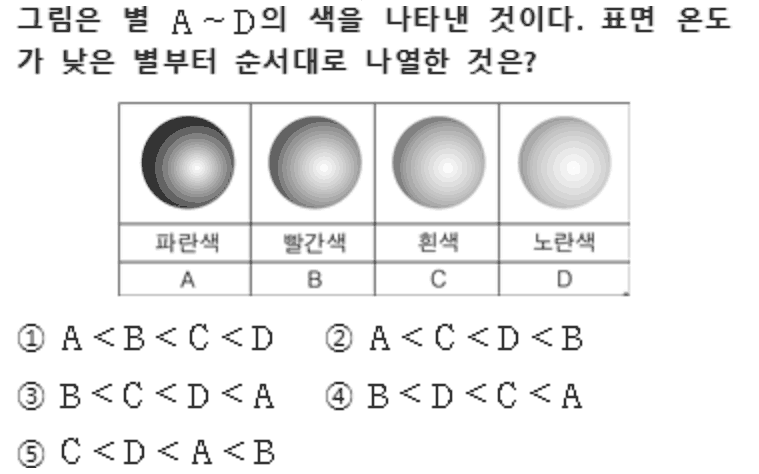 그림은 별 A ~ D의 색을 나타낸 것이다. 표면 온도
가 낮은 별부터 순서대로 나열한 것은?
파란색 빨간색 흰색 노란색
A B C D
① A < B < C < D ② A < C < D < B
③ B < C < D < A ④ B < D < C < A
⑤ C < D < A < B